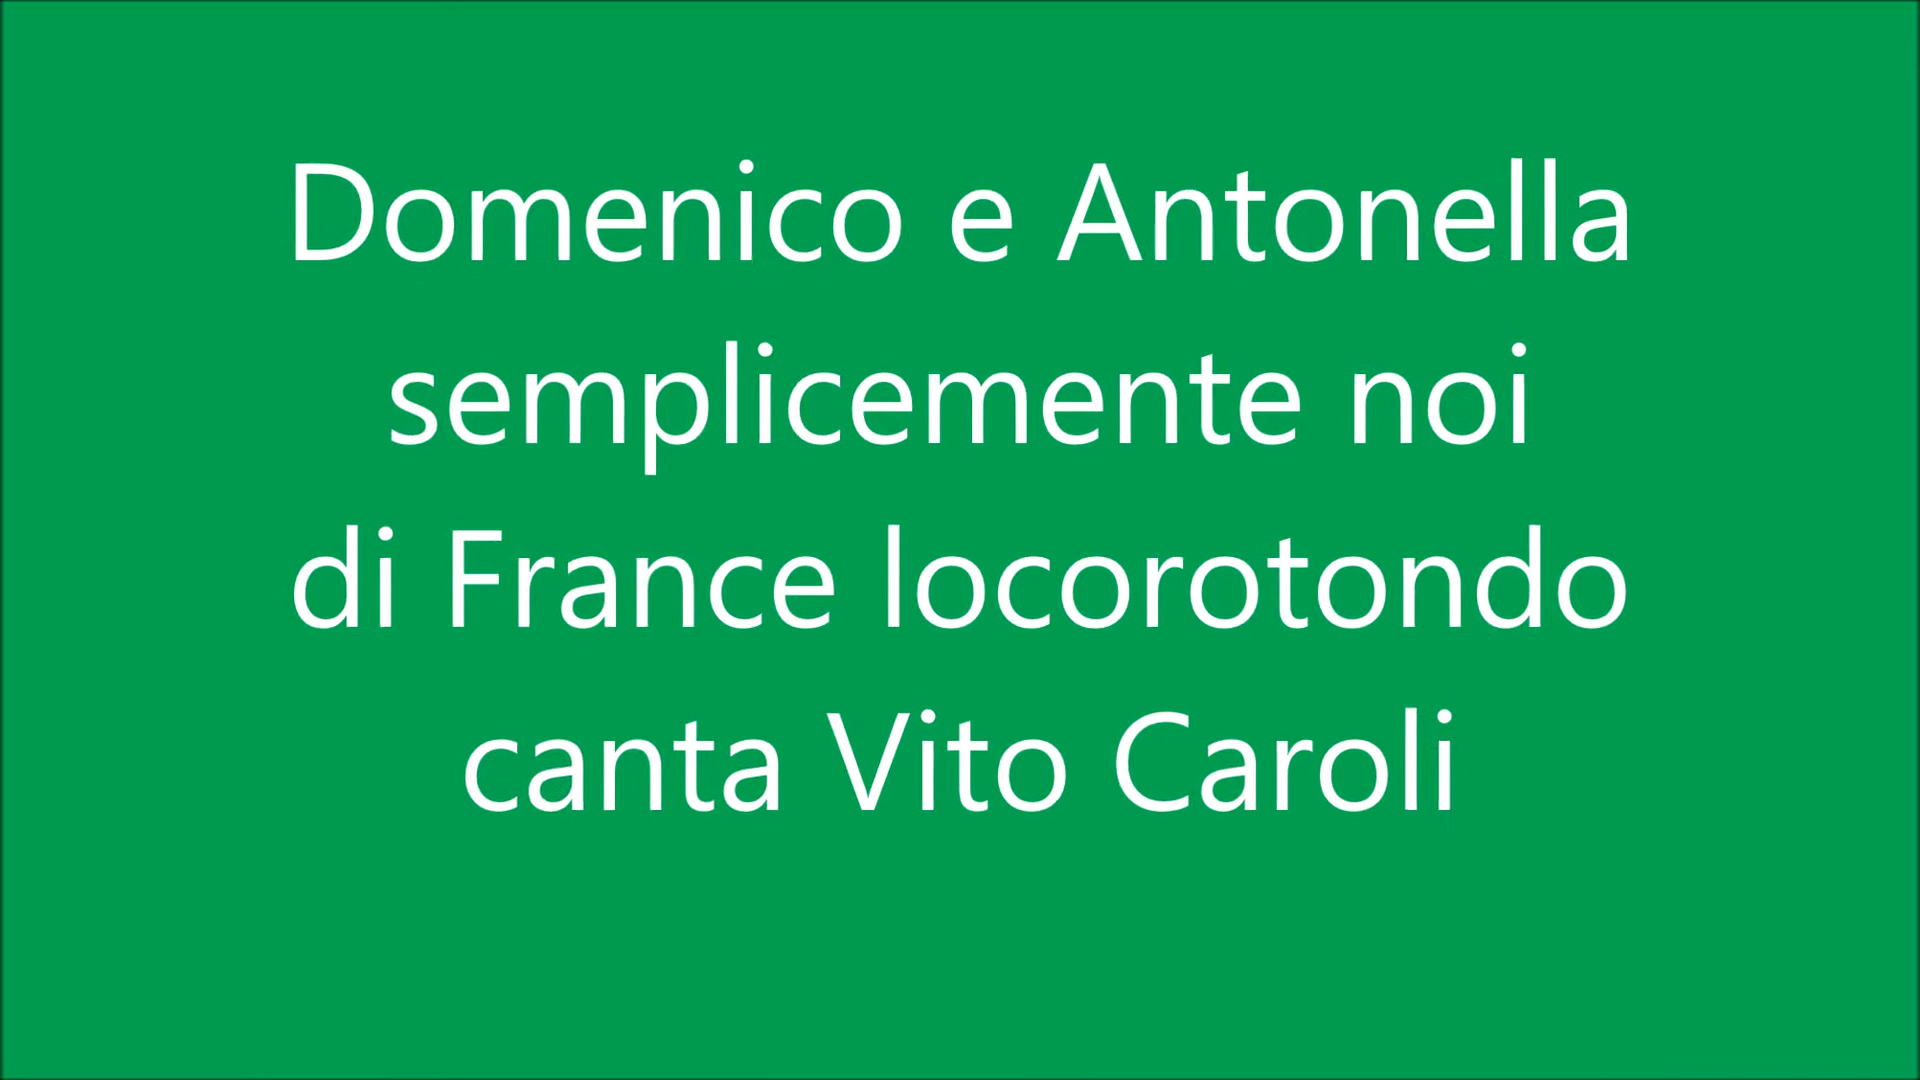 Domenico e Antonella
semplicemente noi
di France locorotondo
canta Vito Caroli